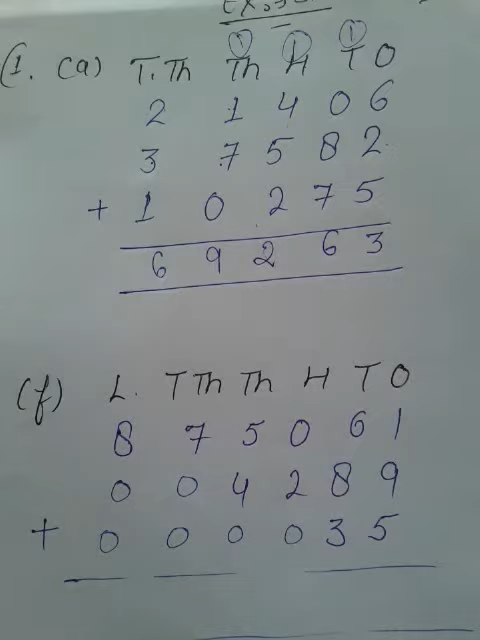 1. (a) T.Th Th H T O
1 1 1
2 1 4 0 6
3 7 5 8 2
+ 1 0 2 7 5
6 9 2 6 3
(f) L. T Th Th H T O
8 7 5 0 6 1
0 0 4 2 8 9
+ 0 0 0 0 3 5